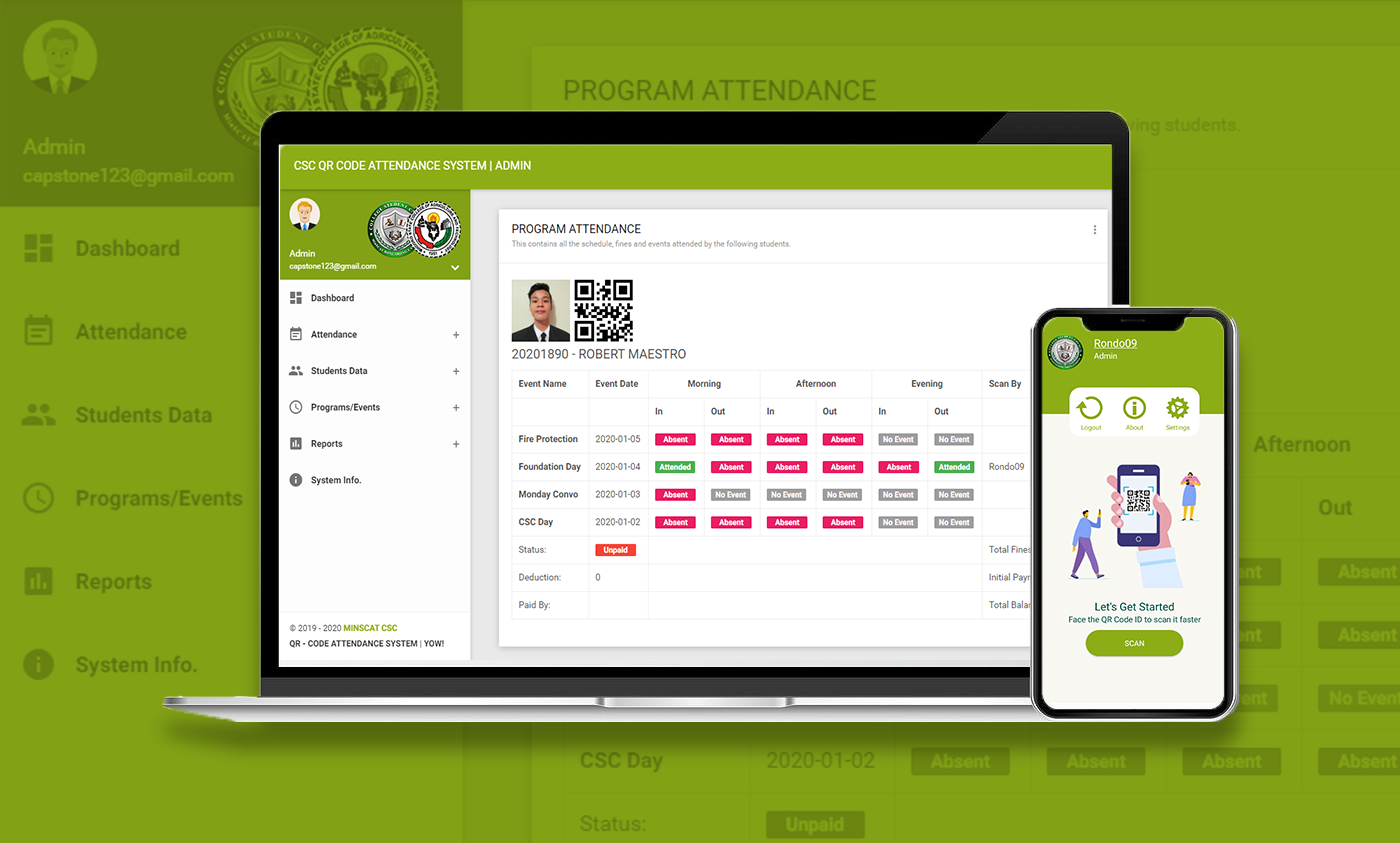 PROGRAM ATTENDANCE
ving students.
Admin
capstone123@gmail.com
Dashboard
Attendance
Students Data
Programs/Events
Reports
System Info.
Afternoon
Out
Absent
Absent
No Event
CSC Day 2020-01-02 Absent Absent Absent Absent
Status: Unpaid
CSC QR CODE ATTENDANCE SYSTEM | ADMIN
Admin
capstone123@gmail.com
Dashboard
Attendance +
Students Data +
Programs/Events +
Reports +
System Info.
© 2019 - 2020 MINSCAT CSC
QR - CODE ATTENDANCE SYSTEM | YOW!
PROGRAM ATTENDANCE
This contains all the schedule, fines and events attended by the following students.
20201890 - ROBERT MAESTRO
Event Name Event Date Morning Afternoon Evening Scan By
In Out In Out In Out
Fire Protection 2020-01-05 Absent Absent Absent Absent No Event No Event
Foundation Day 2020-01-04 Attended Absent Absent Absent Absent Attended Rondo09
Monday Convo 2020-01-03 Absent No Event No Event No Event No Event No Event
CSC Day 2020-01-02 Absent Absent Absent Absent No Event No Event
Status: Unpaid Total Fines
Deduction: 0 Initial Payr
Paid By: Total Balar
Rondo09
Admin
Logout About Settings
Let's Get Started
Face the QR Code ID to scan it faster
SCAN